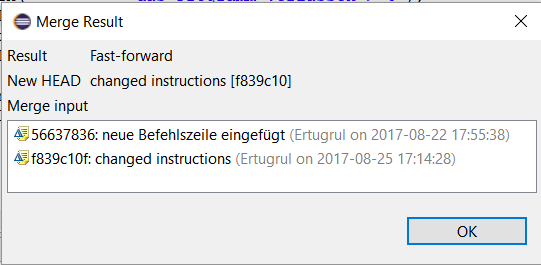 Merge Result
Result Fast-forward
New HEAD changed instructions [f839c10]
Merge input
56637836: neue Befehlszeile eingefügt (Ertugrul on 2017-08-22 17:55:38)
f839c10f: changed instructions (Ertugrul on 2017-08-25 17:14:28)
OK